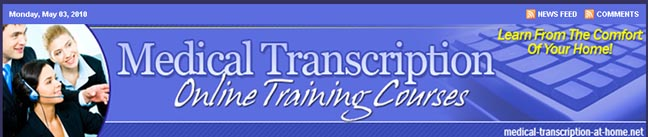 Monday, May 03, 2010
NEWS FEED
COMMENTS
Learn From The Comfort
Of Your Home!
Medical Transcription
Online Training Courses
medical-transcription-at-home.net